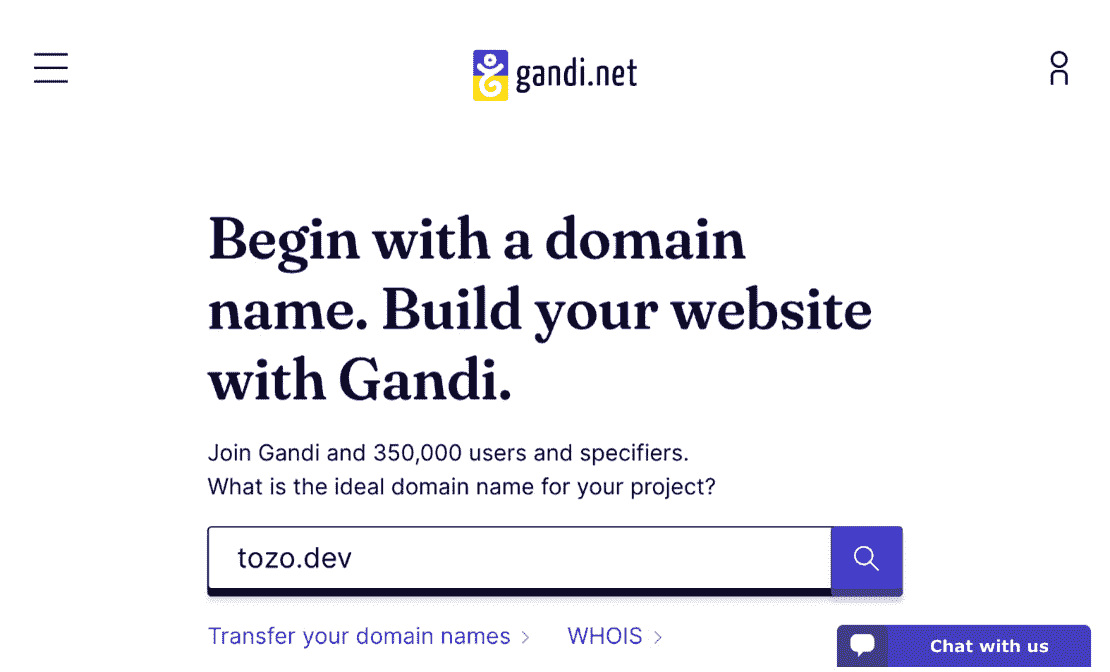 gandi.net
Begin with a domain
name. Build your website
with Gandi.
Join Gandi and 350,000 users and specifiers.
What is the ideal domain name for your project?
tozo.dev
Transfer your domain names
WHOIS
Chat with us